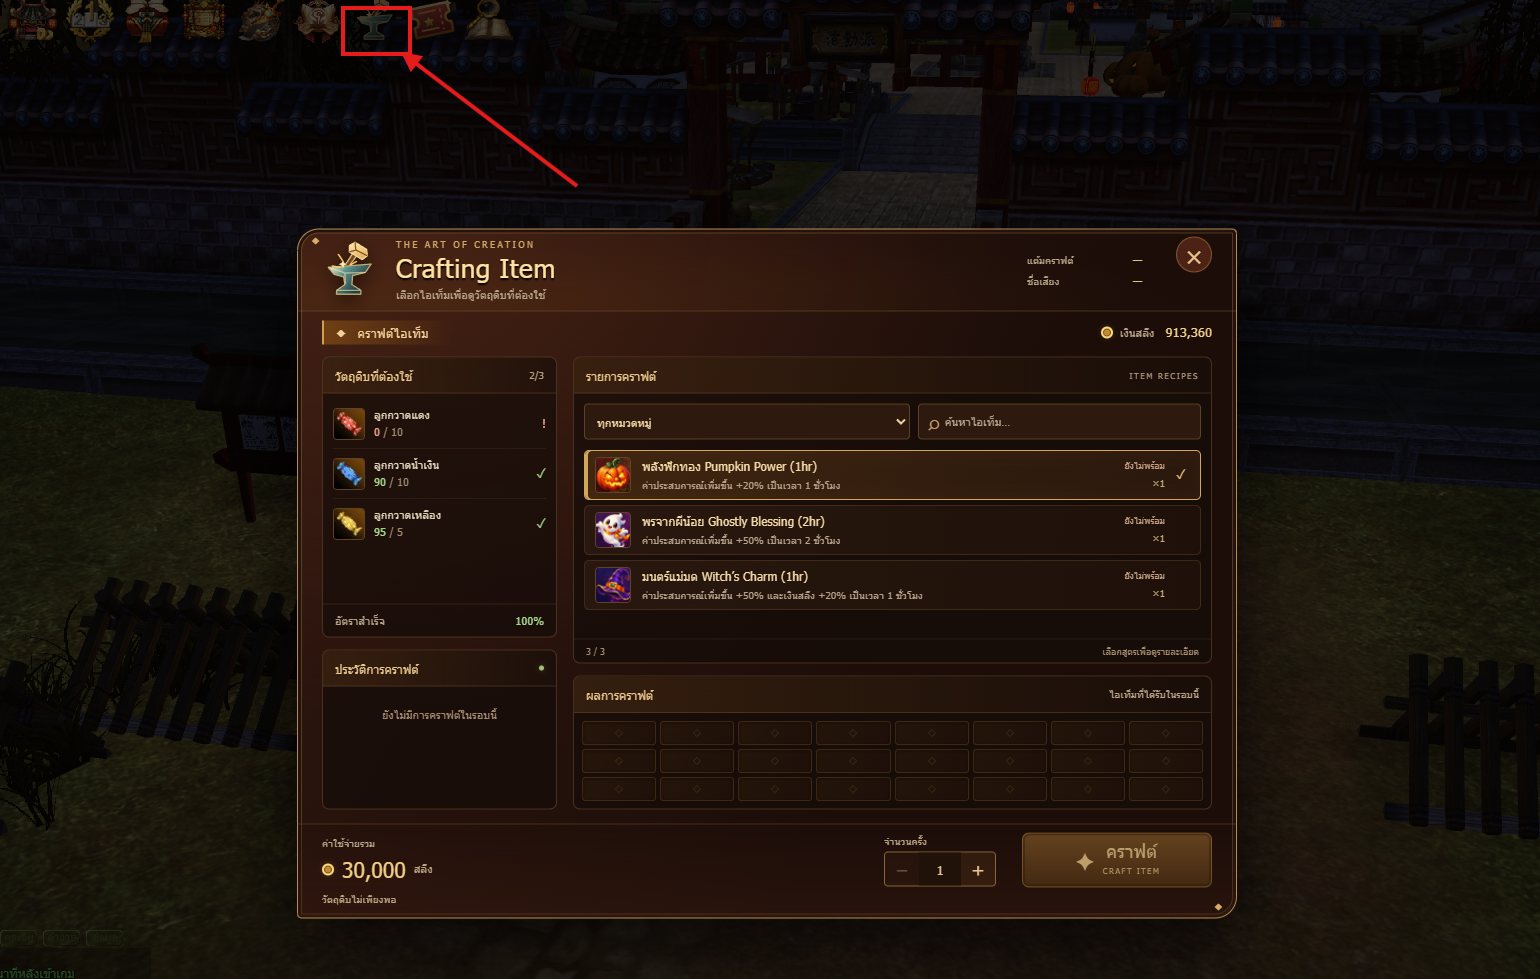 THE ART OF CREATION
Crafting Item
เลือกไอเท็มเพื่อดูวัตถุดิบที่ต้องใช้
แต้มคราฟต์ —
ชื่อเสียง —
คราฟต์ไอเท็ม
เงินสลึง 913,360
วัตถุดิบที่ต้องใช้ 2/3
ลูกกวาดแดง
0 / 10 !
ลูกกวาดน้ำเงิน
90 / 10 ✓
ลูกกวาดเหลือง
95 / 5 ✓
อัตราสำเร็จ 100%
ประวัติการคราฟต์
ยังไม่มีการคราฟต์ในรอบนี้
รายการคราฟต์ ITEM RECIPES
ทุกหมวดหมู่
ค้นหาไอเท็ม...
พลังฟักทอง Pumpkin Power (1hr) ยังไม่พร้อม
ค่าประสบการณ์เพิ่มขึ้น +20% เป็นเวลา 1 ชั่วโมง ×1 ✓
พรจากผีน้อย Ghostly Blessing (2hr) ยังไม่พร้อม
ค่าประสบการณ์เพิ่มขึ้น +50% เป็นเวลา 2 ชั่วโมง ×1
มนตร์แม่มด Witch's Charm (1hr) ยังไม่พร้อม
ค่าประสบการณ์เพิ่มขึ้น +50% และเงินสลึง +20% เป็นเวลา 1 ชั่วโมง ×1
3 / 3 เลือกสูตรเพื่อดูรายละเอียด
ผลการคราฟต์ ไอเท็มที่ได้รับในรอบนี้
ค่าใช้จ่ายรวม
30,000 สลึง
วัตถุดิบไม่เพียงพอ
จำนวนครั้ง
− 1 +
คราฟต์
CRAFT ITEM
นาทีหลังเข้าเกม